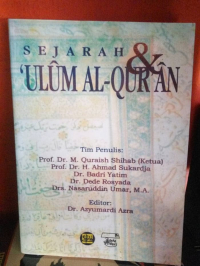 SEJARAH &
'ULÛM AL-QUR'ÂN
Tim Penulis:
Prof. Dr. M. Quraish Shihab (Ketua)
Prof. Dr. H. Ahmad Sukardja
Dr. Badri Yatim
Dr. Dede Rosyada
Drs. Nasaruddin Umar, M.A.
Editor:
Dr. Azyumardi Azra